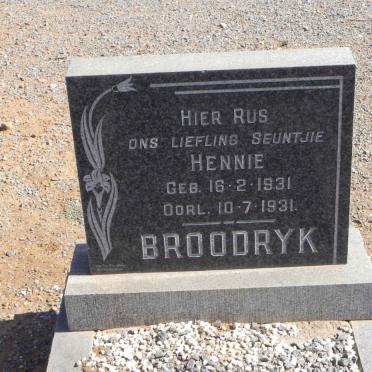 HIER RUS
ONS LIEFLING SEUNTJIE
HENNIE
GEB. 16-2-1931
OORL. 10-7-1931.
BROODRYK